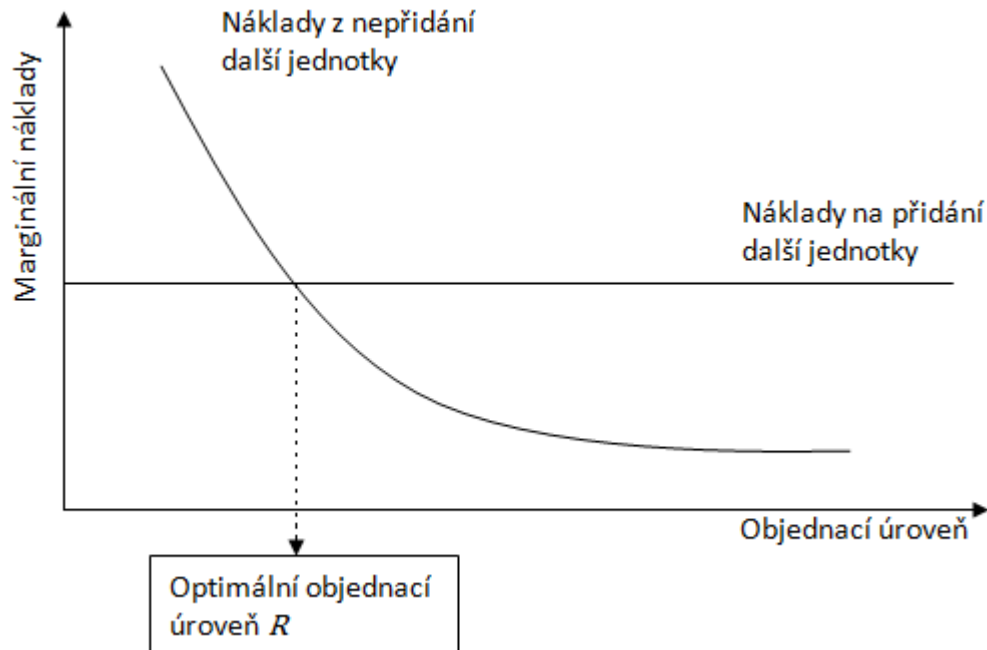 Náklady z nepřidání
další jednotky
Marginální náklady
Náklady na přidání
další jednotky
Objednací úroveň
Optimální objednací
úroveň R